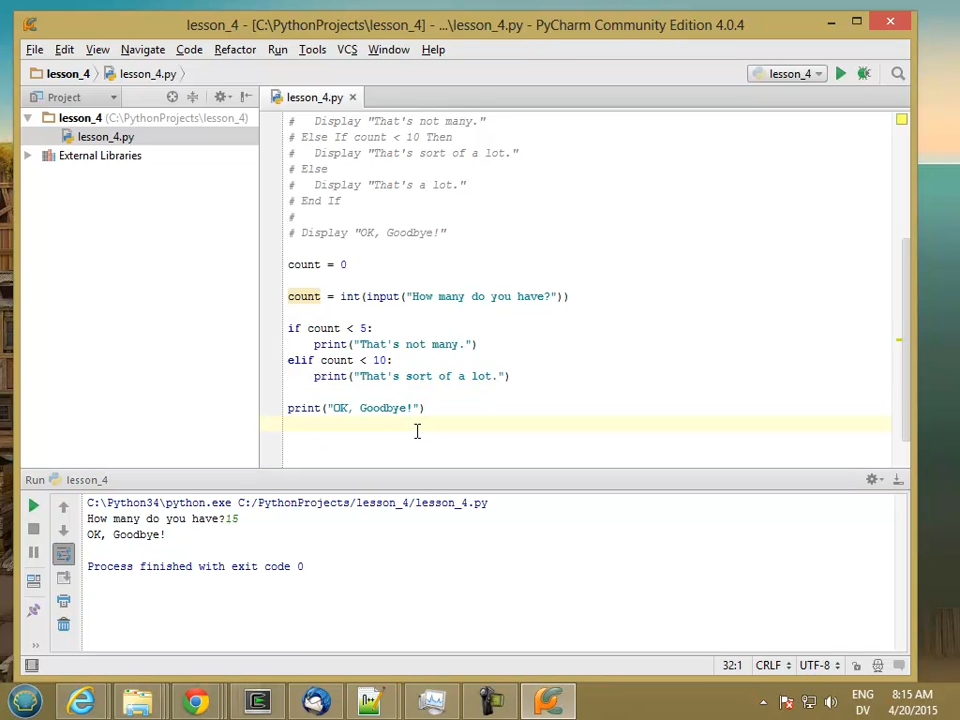 lesson_4 - [C:\PythonProjects\lesson_4] - ...\lesson_4.py - PyCharm Community Edition 4.0.4
File Edit View Navigate Code Refactor Run Tools VCS Window Help
lesson_4 lesson_4.py lesson_4
Project lesson_4.py
lesson_4 (C:\PythonProjects\lesson_4)
lesson_4.py
External Libraries
#   Display "That's not many."
# Else If count < 10 Then
#   Display "That's sort of a lot."
# Else
#   Display "That's a lot."
# End If
#
# Display "OK, Goodbye!"
count = 0
count = int(input("How many do you have?"))
if count < 5:
    print("That's not many.")
elif count < 10:
    print("That's sort of a lot.")
print("OK, Goodbye!")
Run lesson_4
C:\Python34\python.exe C:/PythonProjects/lesson_4/lesson_4.py
How many do you have?15
OK, Goodbye!
Process finished with exit code 0
32:1 CRLF UTF-8
ENG 8:15 AM
DV 4/20/2015